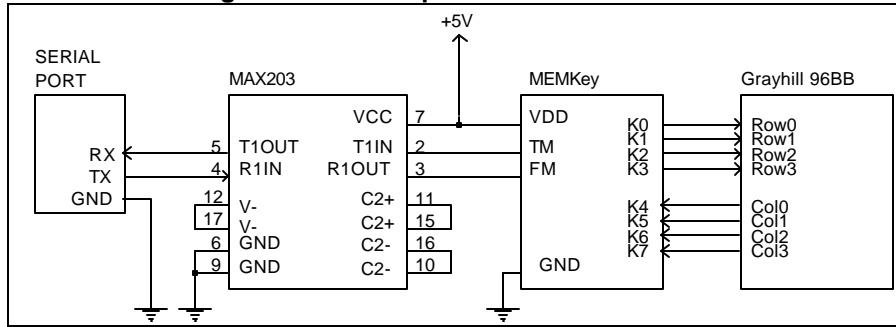 +5V
SERIAL
PORT
MAX203
MEMKey
Grayhill 96BB
VCC 7 VDD K0 Row0
K1 Row1
RX 5 T1OUT T1IN 2 TM K2 Row2
TX 4 R1IN R1OUT 3 FM K3 Row3
GND 12 V- C2+ 11 K4 Col0
17 V- C2+ 15 K5 Col1
6 GND C2- 16 K6 Col2
9 GND C2- 10 GND K7 Col3